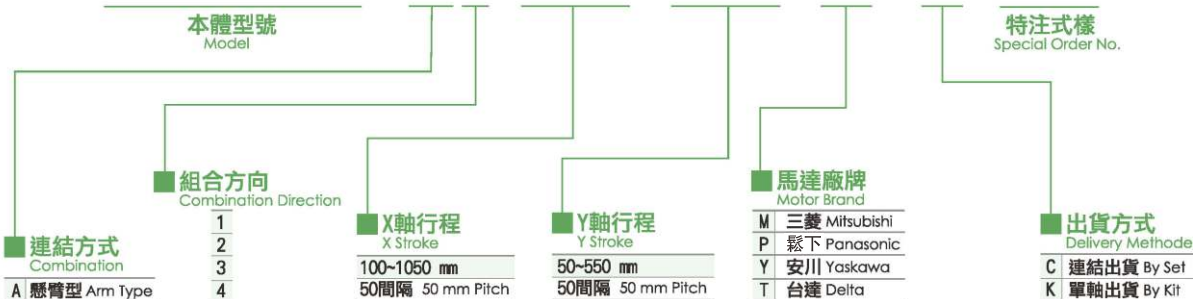 本體型號
Model
特注式樣
Special Order No.
連結方式
Combination
A 懸臂型 Arm Type
組合方向
Combination Direction
1
2
3
4
X軸行程
X Stroke
100~1050 mm
50間隔 50 mm Pitch
Y軸行程
Y Stroke
50~550 mm
50間隔 50 mm Pitch
馬達廠牌
Motor Brand
M 三菱 Mitsubishi
P 鬆下 Panasonic
Y 安川 Yaskawa
T 台達 Delta
出貨方式
Delivery Methode
C 連結出貨 By Set
K 單軸出貨 By Kit